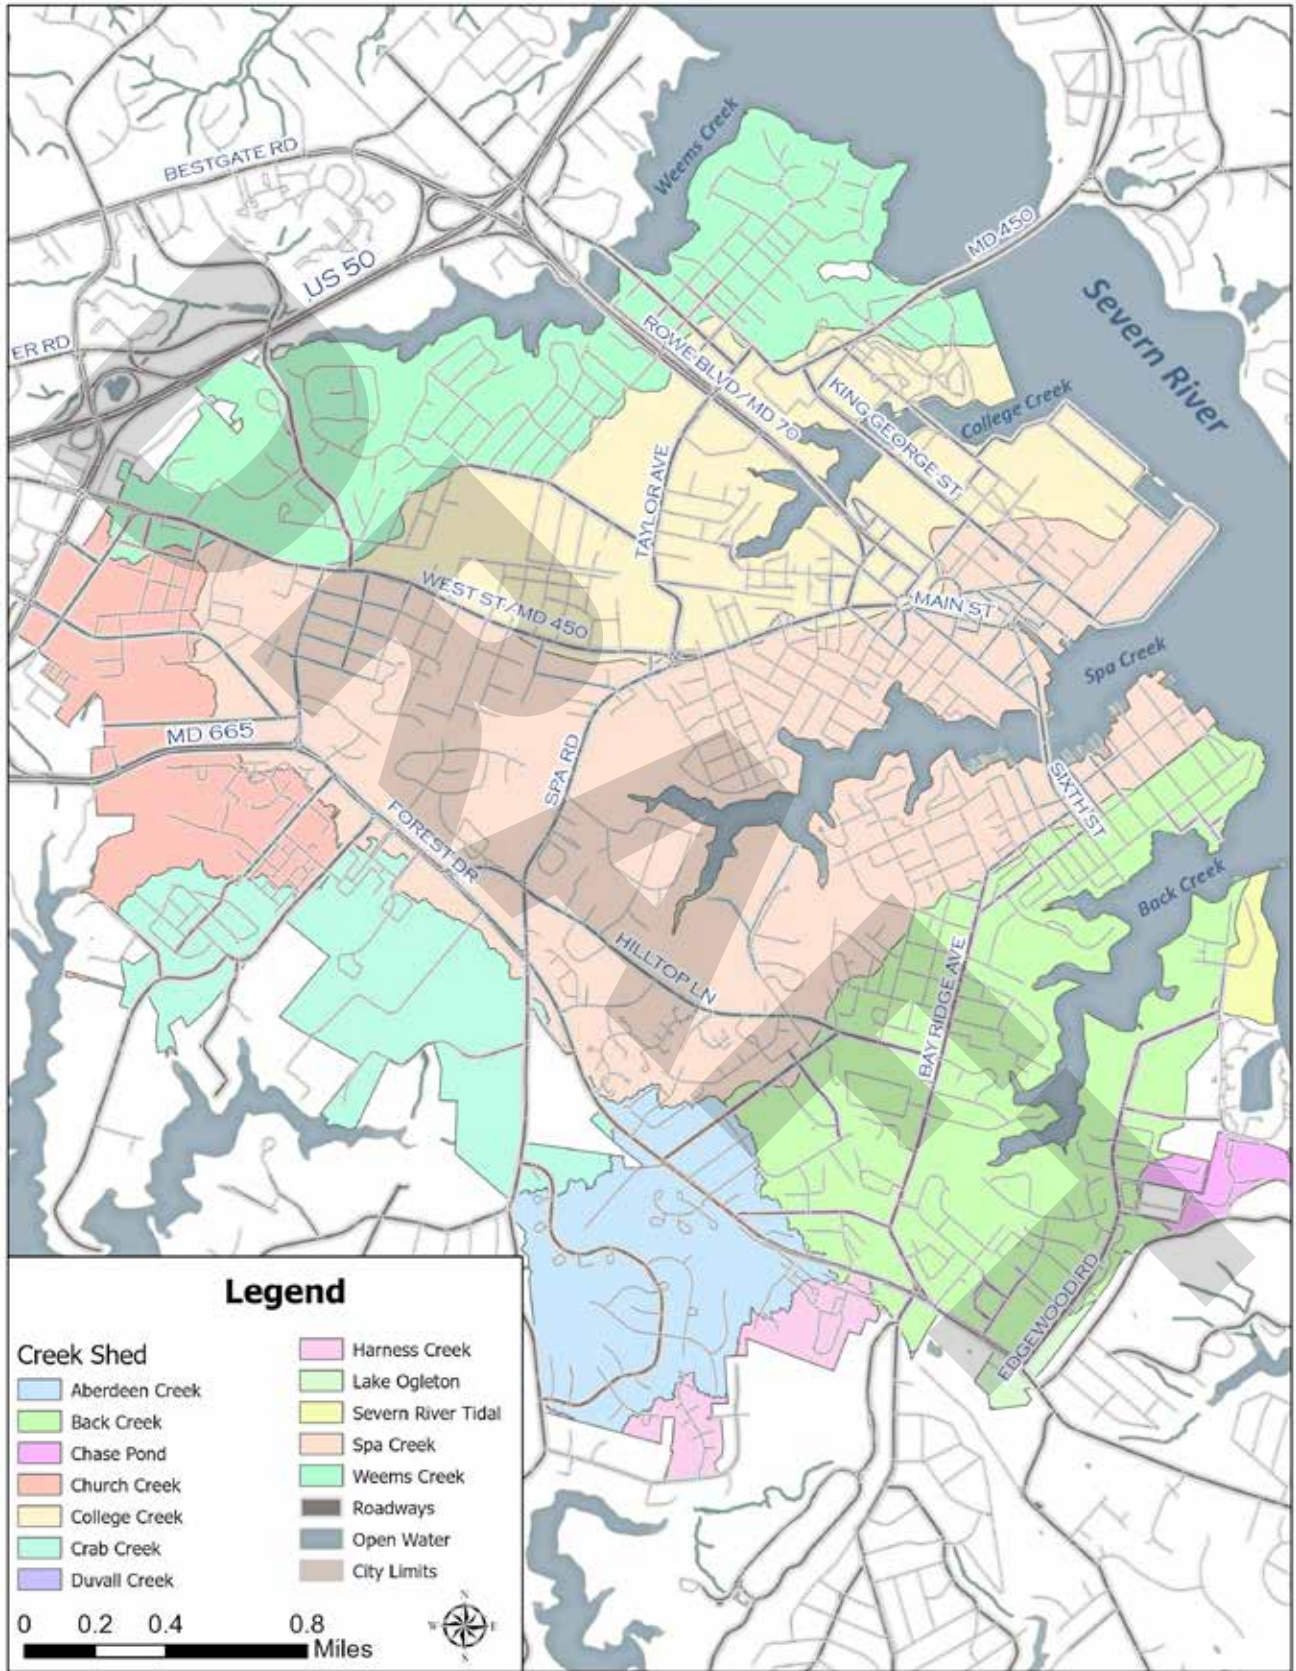 Weems Creek
BESTGATE RD
US 50
MD 450
Severn River
ER RD
ROWE BLVD/MD 70
KING GEORGE ST
College Creek
TAYLOR AVE
WEST ST/MD 450
MAIN ST
Spa Creek
MD 665
SPA RD
SIXTH ST
FOREST DR
Back Creek
HILLTOP LN
BAY RIDGE AVE
EDGEWOOD RD
DRAFT
Legend
Creek Shed
Aberdeen Creek
Back Creek
Chase Pond
Church Creek
College Creek
Crab Creek
Duvall Creek
Harness Creek
Lake Ogleton
Severn River Tidal
Spa Creek
Weems Creek
Roadways
Open Water
City Limits
0 0.2 0.4 0.8
Miles
N
W E
S